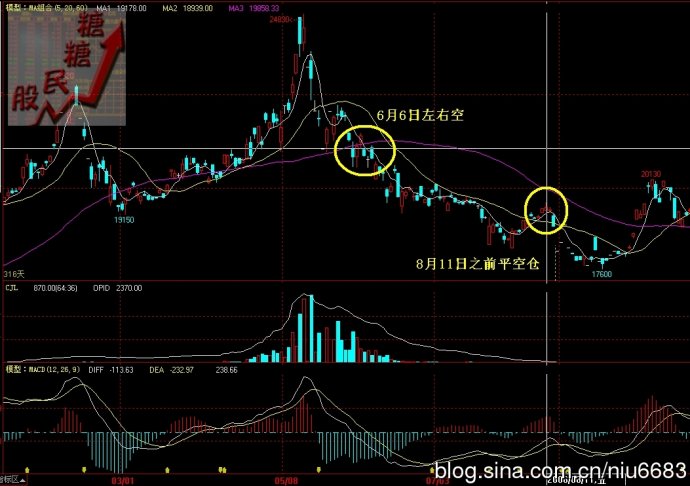 模型:MA组合(5,20,60) MA1 19178.00 MA2 18939.00 MA3 19858.33
糖糖
股民
24830
6月6日左右空
20130
19150
8月11日之前平空仓
316天
17600
CJL 870.00(64.36) OPID 2370.00
模型:MACD(12,26,9) DIFF -113.63 DEA -232.97 238.66
指标区 03/01 05/08 07/03
blog.sina.com.cn/niu6683